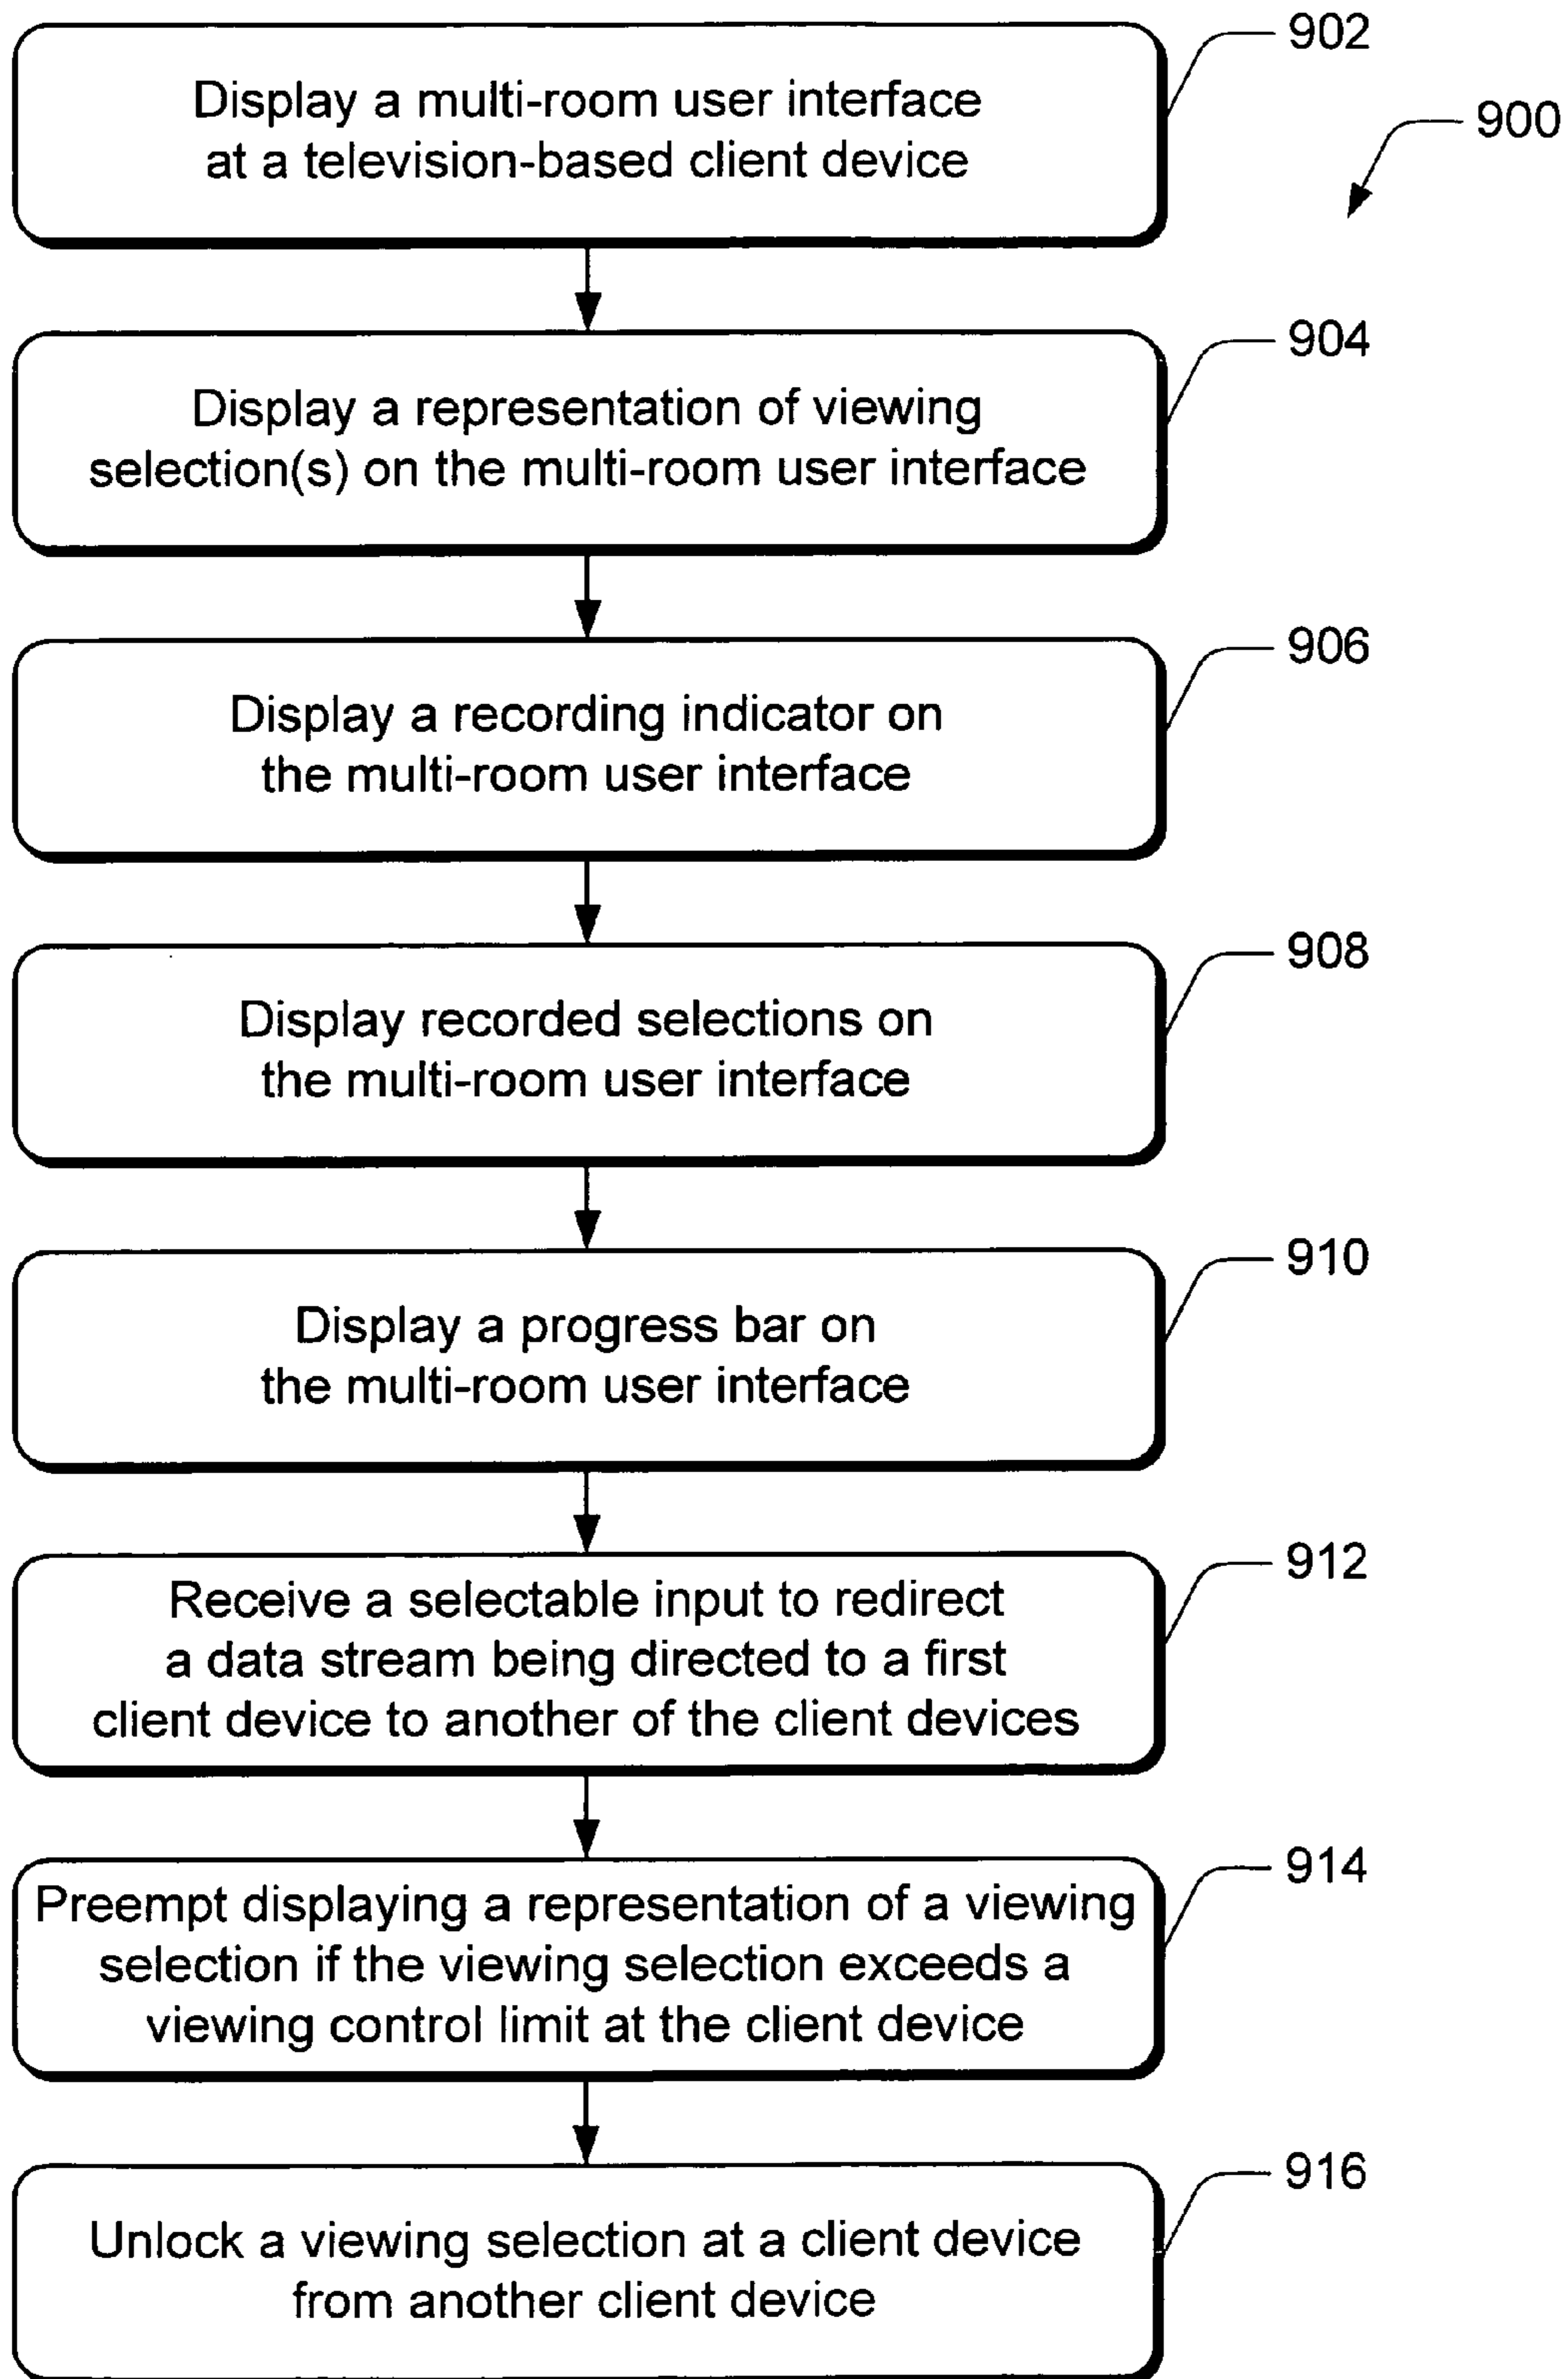 902
Display a multi-room user interface
at a television-based client device
900
904
Display a representation of viewing
selection(s) on the multi-room user interface
906
Display a recording indicator on
the multi-room user interface
908
Display recorded selections on
the multi-room user interface
910
Display a progress bar on
the multi-room user interface
912
Receive a selectable input to redirect
a data stream being directed to a first
client device to another of the client devices
914
Preempt displaying a representation of a viewing
selection if the viewing selection exceeds a
viewing control limit at the client device
916
Unlock a viewing selection at a client device
from another client device